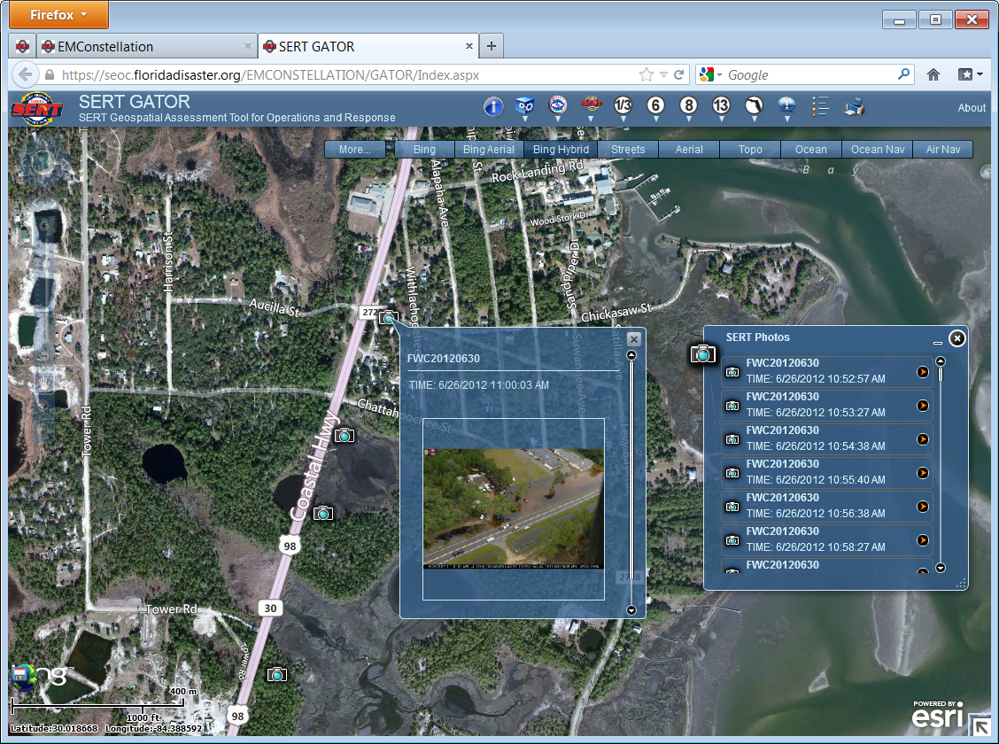 Firefox
EMConstellation
SERT GATOR
https://seoc.floridadisaster.org/EMCONSTELLATION/GATOR/Index.aspx
Google
SERT
SERT GATOR
SERT Geospatial Assessment Tool for Operations and Response
1/3
6
8
13
About
More...
Bing
Bing Aerial
Bing Hybrid
Streets
Aerial
Topo
Ocean
Ocean Nav
Air Nav
B a y
Rock Landing Rd
Alapaha Ave
Wood Stork Dr
Harrison St
Sandpiper Dr
Aucilla St
Chickasaw St
Chattahoochee St
Suwannee Ave
Tower Rd
Coastal Hwy
98
30
Tower Rd
Tower Rd
98
FWC20120630
TIME: 6/26/2012 11:00:03 AM
SERT Photos
FWC20120630
TIME: 6/26/2012 10:52:57 AM
FWC20120630
TIME: 6/26/2012 10:53:27 AM
FWC20120630
TIME: 6/26/2012 10:54:38 AM
FWC20120630
TIME: 6/26/2012 10:55:40 AM
FWC20120630
TIME: 6/26/2012 10:56:38 AM
FWC20120630
TIME: 6/26/2012 10:58:27 AM
FWC20120630
400 m
1000 ft
Latitude:30.018668 Longitude:-84.388592
POWERED BY
esri